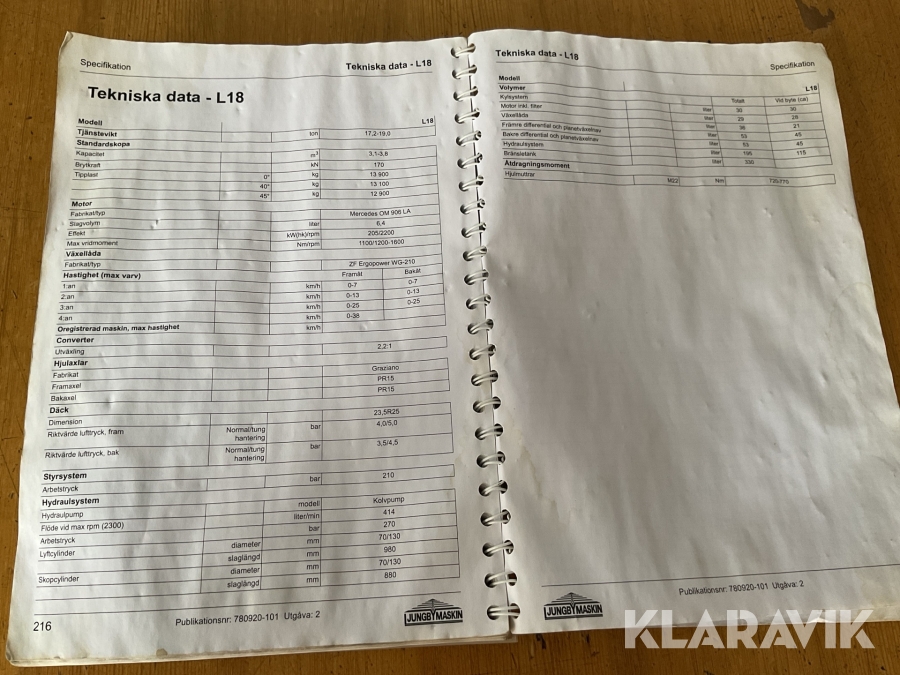 Specifikation Tekniska data - L18
Tekniska data - L18
Modell L18
Tjänstevikt ton 17,2-19,0
Standardskopa
Kapacitet m³ 3,1-3,8
Brytkraft kN 170
Tipplast 0° kg 13 900
40° kg 13 100
45° kg 12 900
Motor
Fabrikat/typ Mercedes OM 906 LA
Slagvolym liter 6,4
Effekt kW(hk)/rpm 205/2200
Max vridmoment Nm/rpm 1100/1200-1600
Växellåda
Fabrikat/typ ZF Ergopower WG-210
Hastighet (max varv) Framåt Bakåt
1:an km/h 0-7 0-7
2:an km/h 0-13 0-13
3:an km/h 0-25 0-25
4:an km/h 0-38
Oregistrerad maskin, max hastighet km/h
Converter
Utväxling 2,2:1
Hjulaxlar
Fabrikat Graziano
Framaxel PR15
Bakaxel PR15
Däck
Dimension 23,5R25
Riktvärde lufttryck, fram Normal/tung hantering bar 4,0/5,0
Riktvärde lufttryck, bak Normal/tung hantering bar 3,5/4,5
Styrsystem
Arbetstryck bar 210
Hydraulsystem
Hydraulpump modell Kolvpump
Flöde vid max rpm (2300) liter/min 414
Arbetstryck bar 270
Lyftcylinder diameter mm 70/130
slaglängd mm 980
Skopcylinder diameter mm 70/130
slaglängd mm 880
216 Publikationsnr: 780920-101 Utgåva: 2 JUNGBYMASKIN
Tekniska data - L18 Specifikation
Modell L18
Volymer Totalt Vid byte (ca)
Kylsystem liter 30 30
Motor inkl. filter liter 29 28
Växellåda liter 36 21
Främre differential och planetväxelnav liter 53 45
Bakre differential och planetväxelnav liter 53 45
Hydraulsystem liter 195 115
Bränsletank liter 330
Åtdragningsmoment
Hjulmuttrar M22 Nm
JUNGBYMASKIN Publikationsnr: 780920-101 Utgåva: 2
KLARAVIK